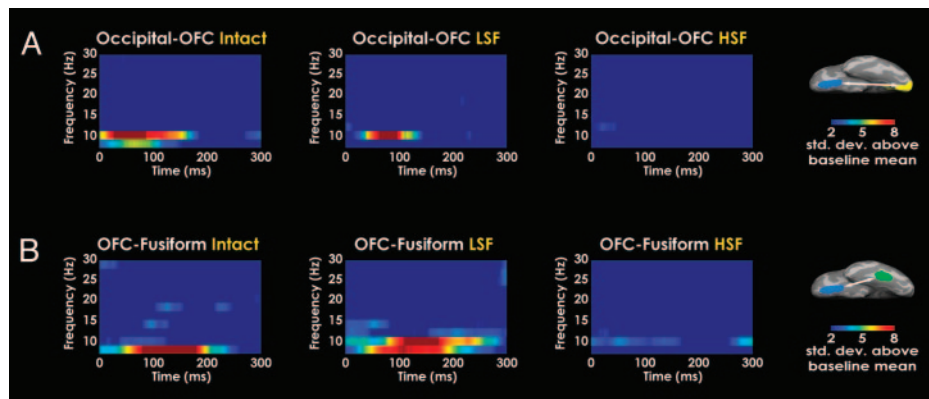 A
Occipital-OFC Intact
Occipital-OFC LSF
Occipital-OFC HSF
Frequency (Hz)
30
25
20
15
10
0 100 200 300
Time (ms)
30
25
20
15
10
0 100 200 300
Time (ms)
30
25
20
15
10
0 100 200 300
Time (ms)
2 5 8
std. dev. above
baseline mean
B
OFC-Fusiform Intact
OFC-Fusiform LSF
OFC-Fusiform HSF
Frequency (Hz)
30
25
20
15
10
0 100 200 300
Time (ms)
Frequency (Hz)
30
25
20
15
10
0 100 200 300
Time (ms)
Frequency (Hz)
30
25
20
15
10
0 100 200 300
Time (ms)
2 5 8
std. dev. above
baseline mean